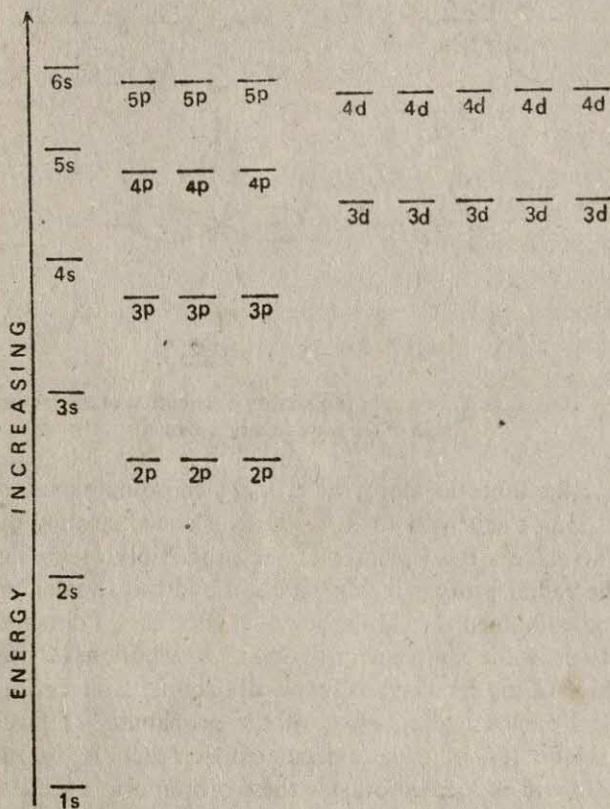 6s
5p 5p 5p
4d 4d 4d 4d 4d
5s
4p 4p 4p
3d 3d 3d 3d 3d
4s
3p 3p 3p
3s
2p 2p 2p
2s
1s
ENERGY INCREASING